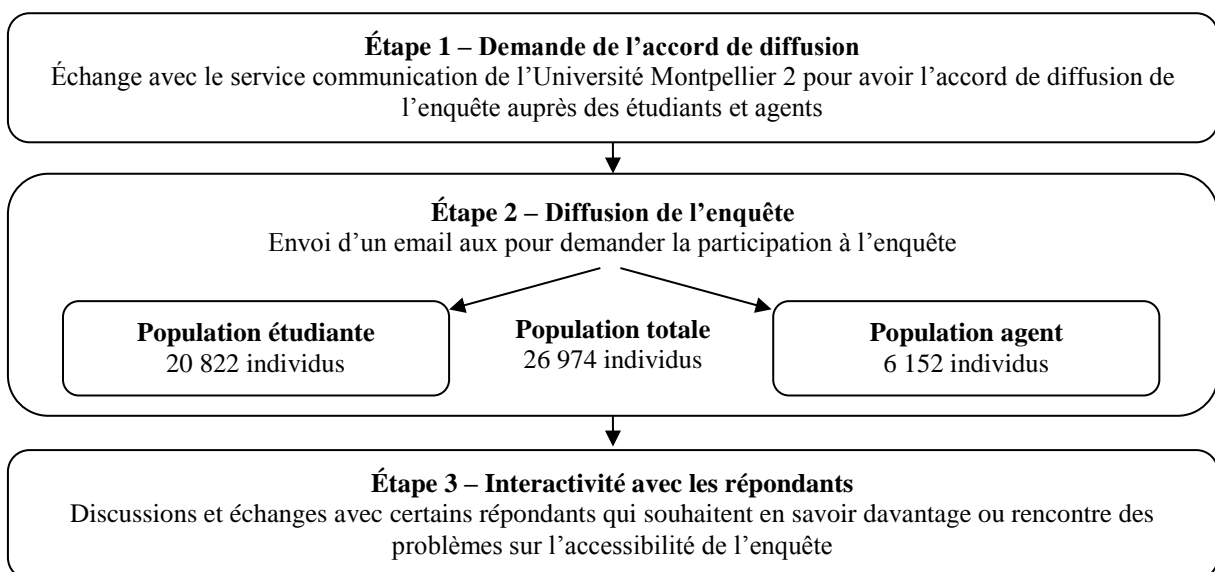 Étape 1 – Demande de l’accord de diffusion
Échange avec le service communication de l’Université Montpellier 2 pour avoir l’accord de diffusion de
l’enquête auprès des étudiants et agents
Étape 2 – Diffusion de l’enquête
Envoi d’un email aux pour demander la participation à l’enquête
Population étudiante
20 822 individus
Population totale
26 974 individus
Population agent
6 152 individus
Étape 3 – Interactivité avec les répondants
Discussions et échanges avec certains répondants qui souhaitent en savoir davantage ou rencontre des
problèmes sur l’accessibilité de l’enquête